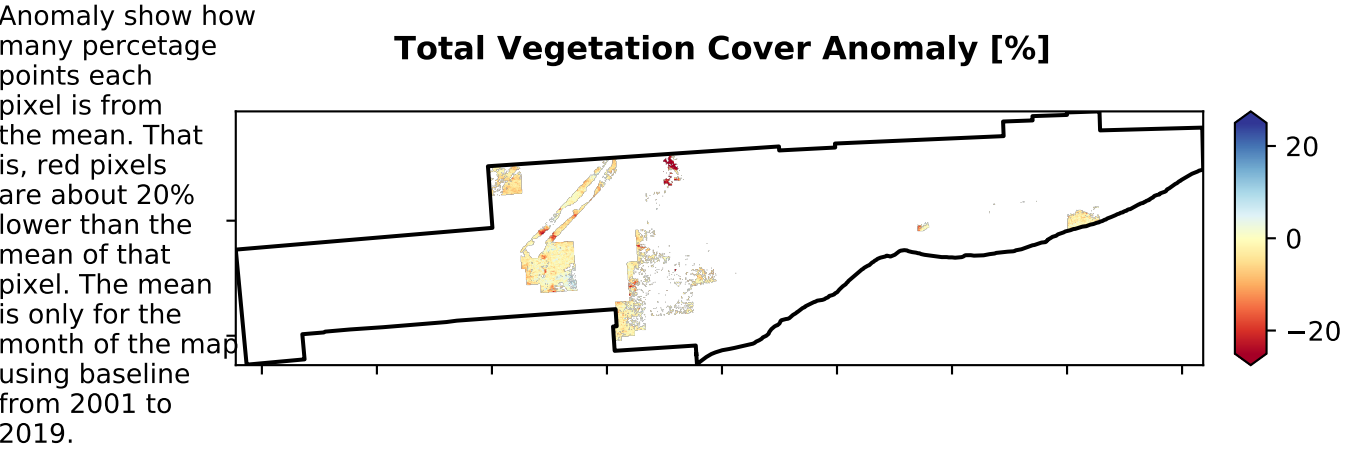 Anomaly show how
many percetage
points each
pixel is from
the mean. That
is, red pixels
are about 20%
lower than the
mean of that
pixel. The mean
is only for the
month of the map
using baseline
from 2001 to
2019.
Total Vegetation Cover Anomaly [%]
20
0
−20